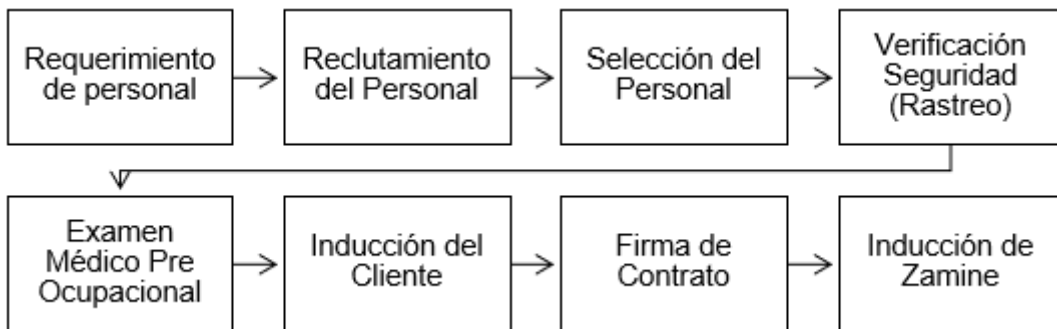 Requerimiento
de personal
Reclutamiento
del Personal
Selección del
Personal
Verificación
Seguridad
(Rastreo)
Examen
Médico Pre
Ocupacional
Inducción del
Cliente
Firma de
Contrato
Inducción de
Zamine